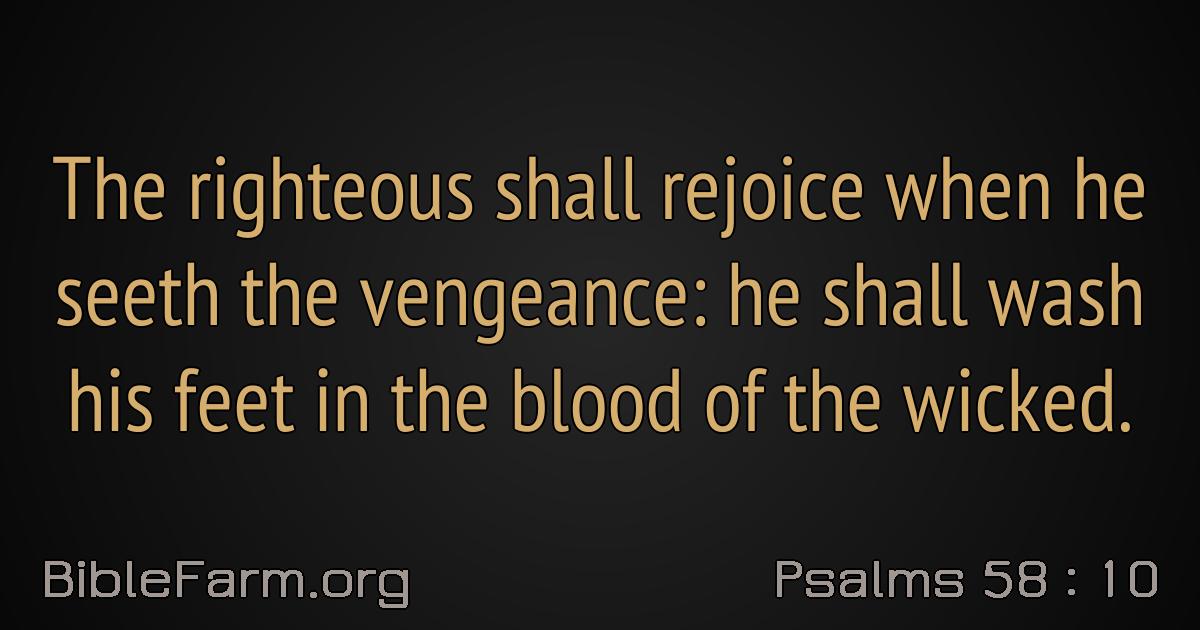 The righteous shall rejoice when he
seeth the vengeance: he shall wash
his feet in the blood of the wicked.
BibleFarm.org
Psalms 58 : 10